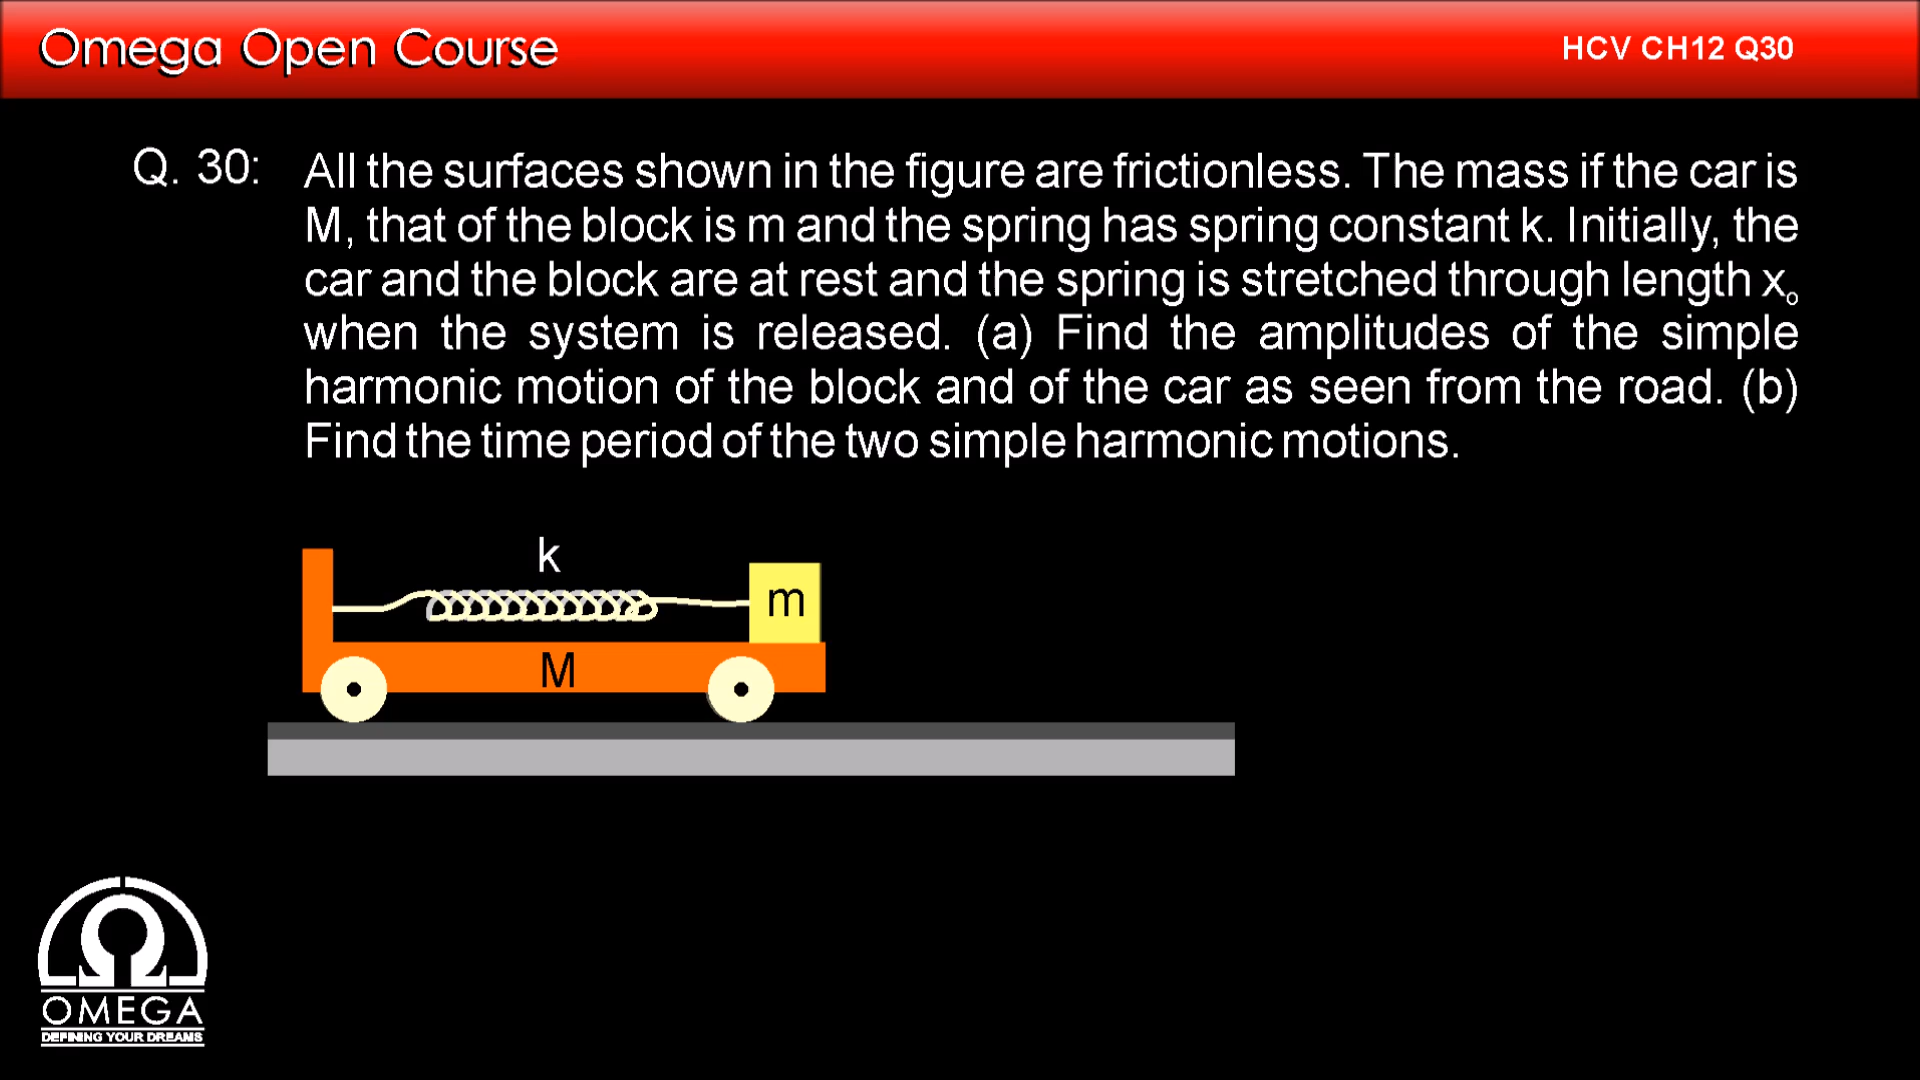 Omega Open Course
HCV CH12 Q30
Q. 30: All the surfaces shown in the figure are frictionless. The mass if the car is
M, that of the block is m and the spring has spring constant k. Initially, the
car and the block are at rest and the spring is stretched through length x₀
when the system is released. (a) Find the amplitudes of the simple
harmonic motion of the block and of the car as seen from the road. (b)
Find the time period of the two simple harmonic motions.
k
m
M
OMEGA
DEFINING YOUR DREAMS